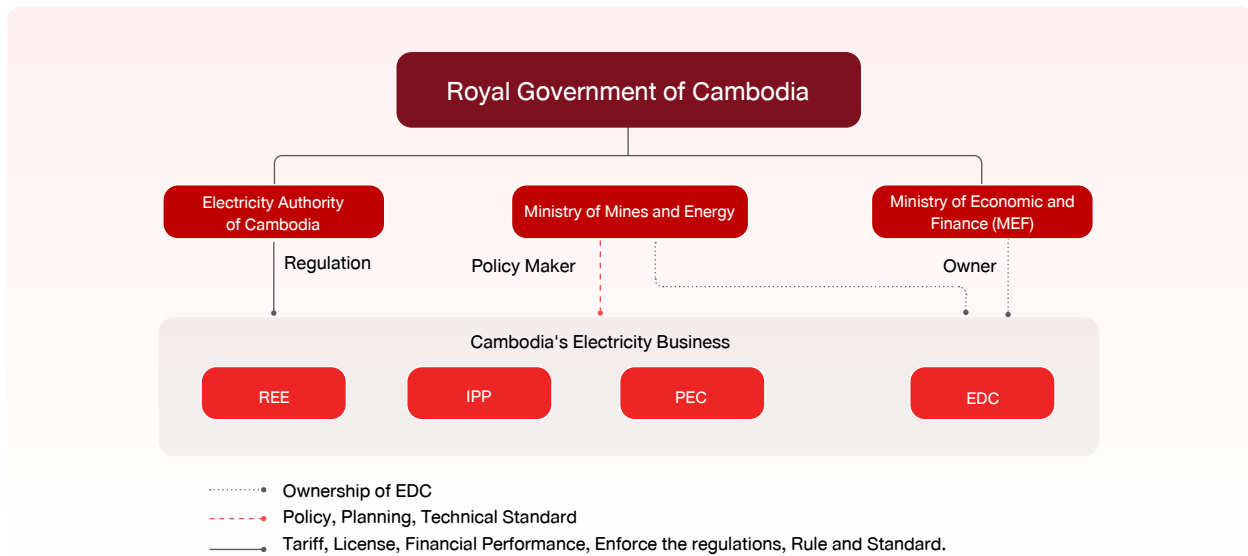 Royal Government of Cambodia
Electricity Authority
of Cambodia
Ministry of Mines and Energy
Ministry of Economic and
Finance (MEF)
Regulation
Policy Maker
Owner
Cambodia's Electricity Business
REE
IPP
PEC
EDC
Ownership of EDC
Policy, Planning, Technical Standard
Tariff, License, Financial Performance, Enforce the regulations, Rule and Standard.